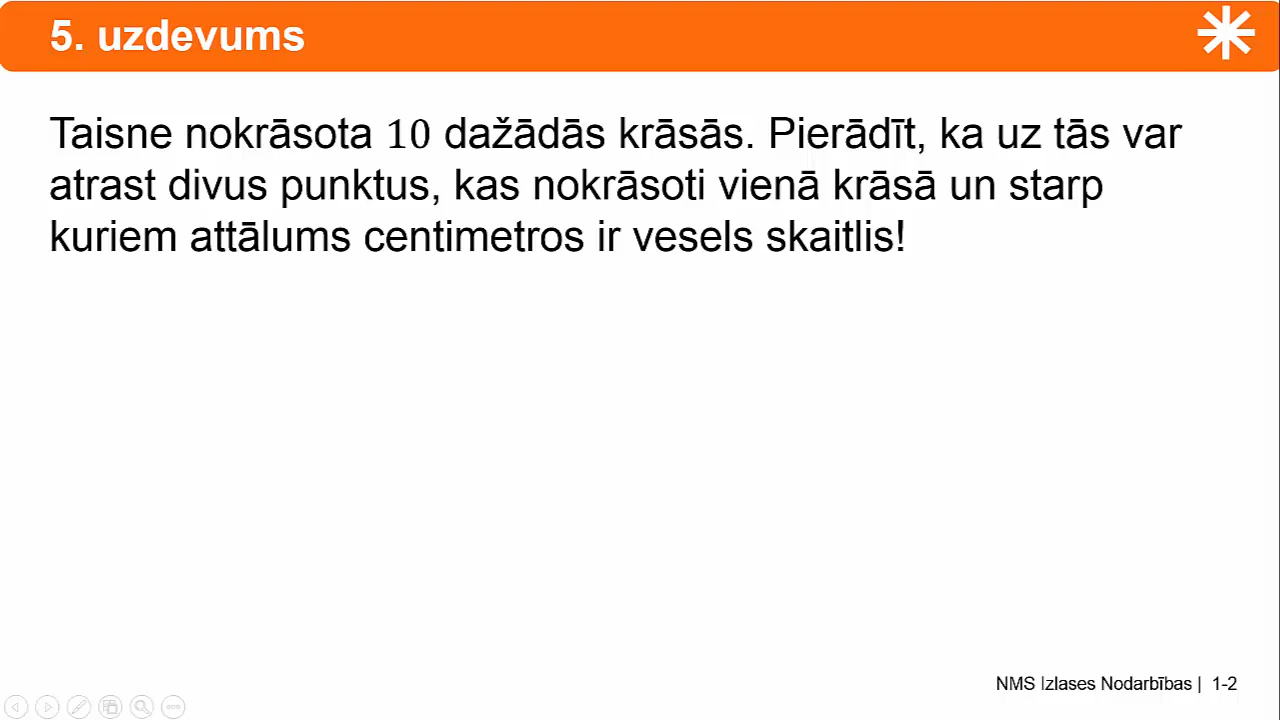 5. uzdevums
Taisne nokrāsota 10 dažādās krāsās. Pierādīt, ka uz tās var
atrast divus punktus, kas nokrāsoti vienā krāsā un starp
kuriem attālums centimetros ir vesels skaitlis!
NMS Izlases Nodarbības | 1-2